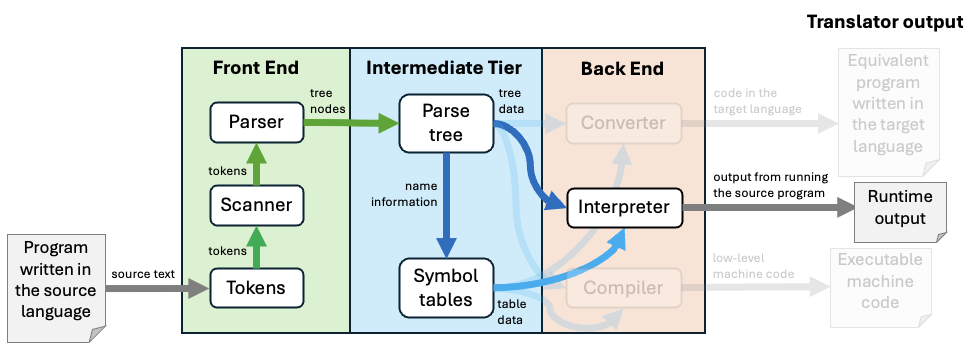 Translator output
Front End
Intermediate Tier
Back End
tree
nodes
tree
data
Parser
Parse
tree
Converter
code in the
target language
Equivalent
program
written in
the target
language
tokens
Scanner
name
information
Interpreter
output from running
the source program
Runtime
output
tokens
Program
written in
the source
language
source text
Tokens
Symbol
tables
table
data
Compiler
low-level
machine code
Executable
machine
code